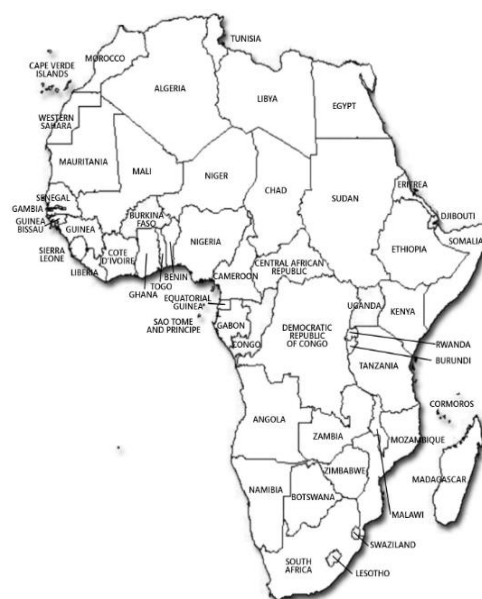 TUNISIA
MOROCCO
CAPE VERDE
ISLANDS
ALGERIA
LIBYA
EGYPT
WESTERN
SAHARA
MAURITANIA
MALI
NIGER
CHAD
SUDAN
ERITREA
SENEGAL
GAMBIA
GUINEA
BISSAU
GUINEA
BURKINA
FASO
DJIBOUTI
SOMALIA
NIGERIA
ETHIOPIA
SIERRA
LEONE
COTE
D'IVOIRE
LIBERIA
BENIN
TOGO
GHANA
CAMEROON
CENTRAL AFRICAN
REPUBLIC
EQUATORIAL
GUINEA
UGANDA
KENYA
SAO TOME
AND PRINCIPE
GABON
CONGO
DEMOCRATIC
REPUBLIC
OF CONGO
RWANDA
BURUNDI
TANZANIA
CORMOROS
ANGOLA
ZAMBIA
MOZAMBIQUE
MADAGASCAR
ZIMBABWE
NAMIBIA
BOTSWANA
MALAWI
SWAZILAND
SOUTH
AFRICA
LESOTHO